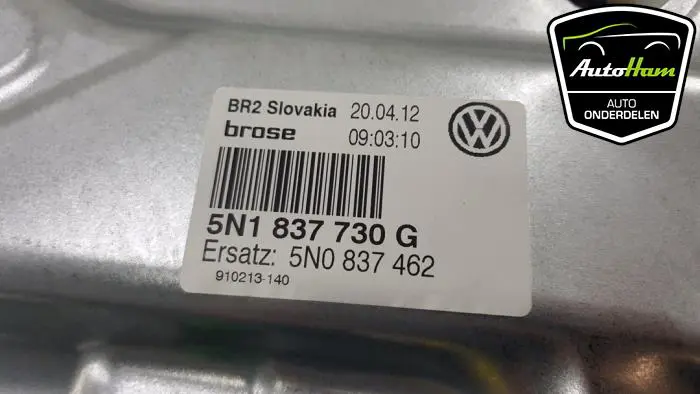 BR2 Slovakia 20.04.12
brose 09:03:10
5N1 837 730 G
Ersatz: 5N0 837 462
910213-140
VW
AutoHam
AUTO
ONDERDELEN